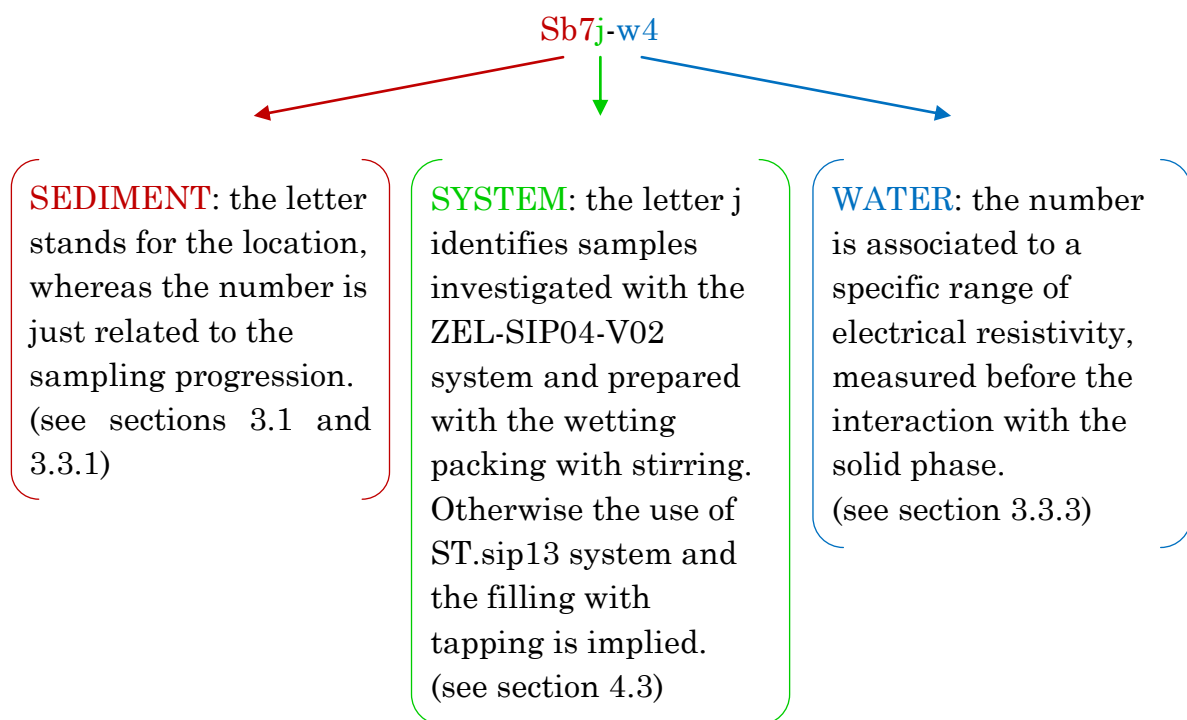 Sb7j-w4
SEDIMENT: the letter
stands for the location,
whereas the number is
just related to the
sampling progression.
(see sections 3.1 and
3.3.1)
SYSTEM: the letter j
identifies samples
investigated with the
ZEL-SIP04-V02
system and prepared
with the wetting
packing with stirring.
Otherwise the use of
ST.sip13 system and
the filling with
tapping is implied.
(see section 4.3)
WATER: the number
is associated to a
specific range of
electrical resistivity,
measured before the
interaction with the
solid phase.
(see section 3.3.3)